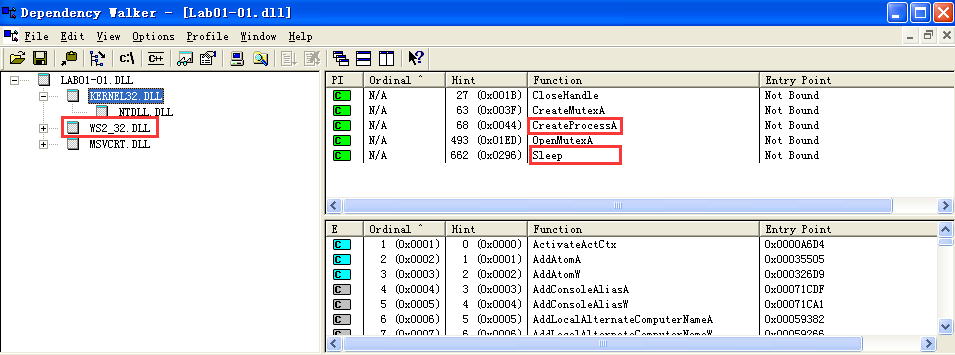 Dependency Walker - [Lab01-01.dll]
File Edit View Options Profile Window Help
C:\ C++
LAB01-01.DLL
KERNEL32.DLL
NTDLL.DLL
WS2_32.DLL
MSVCRT.DLL
PI Ordinal ^ Hint Function Entry Point
C N/A 27 (0x001B) CloseHandle Not Bound
C N/A 63 (0x003F) CreateMutexA Not Bound
C N/A 68 (0x0044) CreateProcessA Not Bound
C N/A 493 (0x01ED) OpenMutexA Not Bound
C N/A 662 (0x0296) Sleep Not Bound
E Ordinal ^ Hint Function Entry Point
C 1 (0x0001) 0 (0x0000) ActivateActCtx 0x0000A6D4
C 2 (0x0002) 1 (0x0001) AddAtomA 0x00035505
C 3 (0x0003) 2 (0x0002) AddAtomW 0x000326D9
C 4 (0x0004) 3 (0x0003) AddConsoleAliasA 0x00071CDF
C 5 (0x0005) 4 (0x0004) AddConsoleAliasW 0x00071CA1
C 6 (0x0006) 5 (0x0005) AddLocalAlternateComputerNameA 0x00059382
C 7 (0x0007) 6 (0x0006) AddLocalAlternateComputerNameW 0x00059266